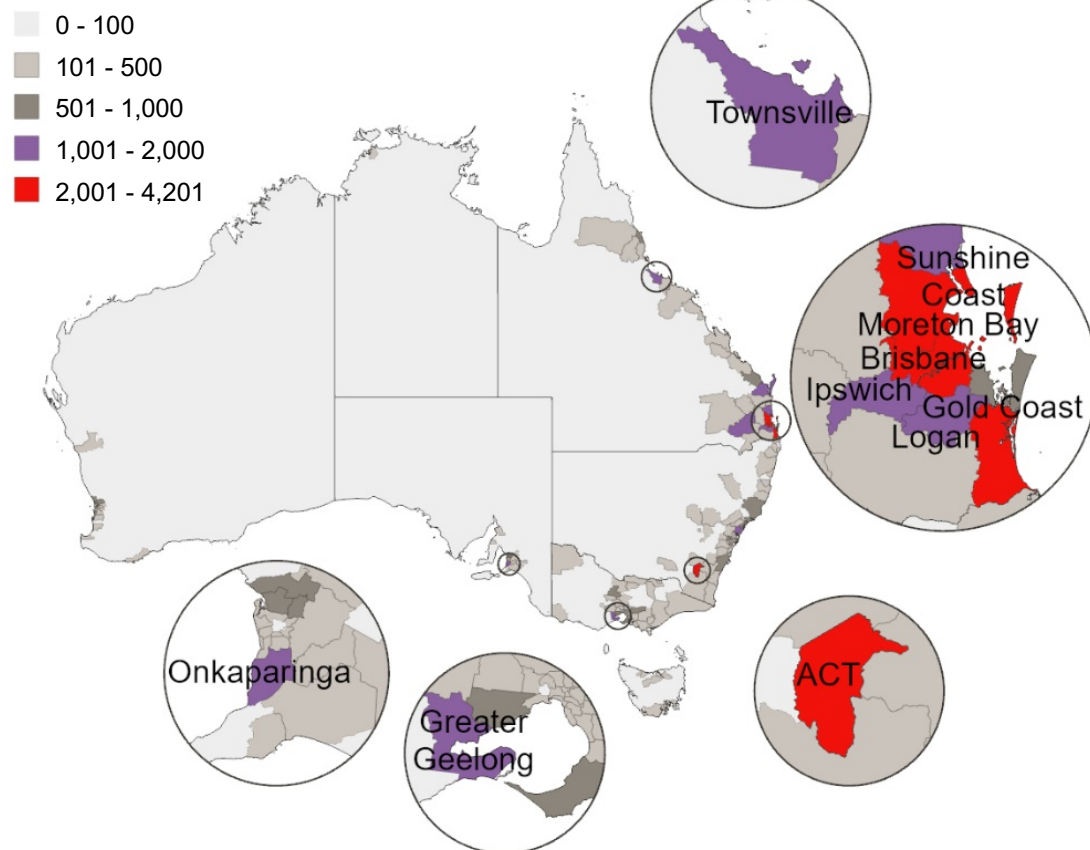 0 - 100
101 - 500
501 - 1,000
1,001 - 2,000
2,001 - 4,201
Townsville
Sunshine
Coast
Moreton Bay
Brisbane
Ipswich
Gold Coast
Logan
Onkaparinga
Greater
Geelong
ACT